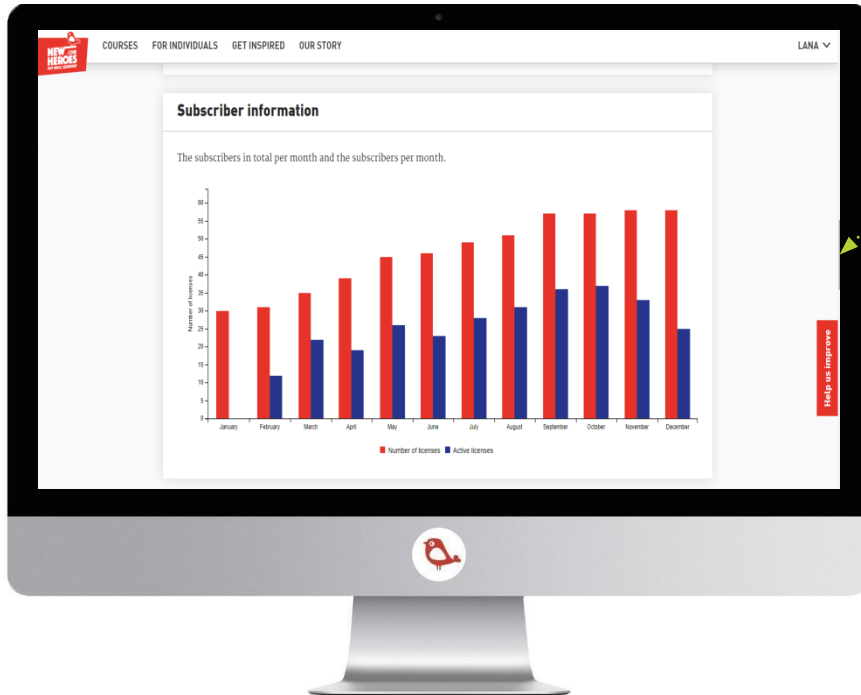 NEW
HEROES
COURSES FOR INDIVIDUALS GET INSPIRED OUR STORY LANA
Subscriber information
The subscribers in total per month and the subscribers per month.
60
55
50
45
40
35
30
25
20
15
10
5
0
Number of licenses
January February March April May June July August September October November December
Number of licenses Active licenses
Help us improve